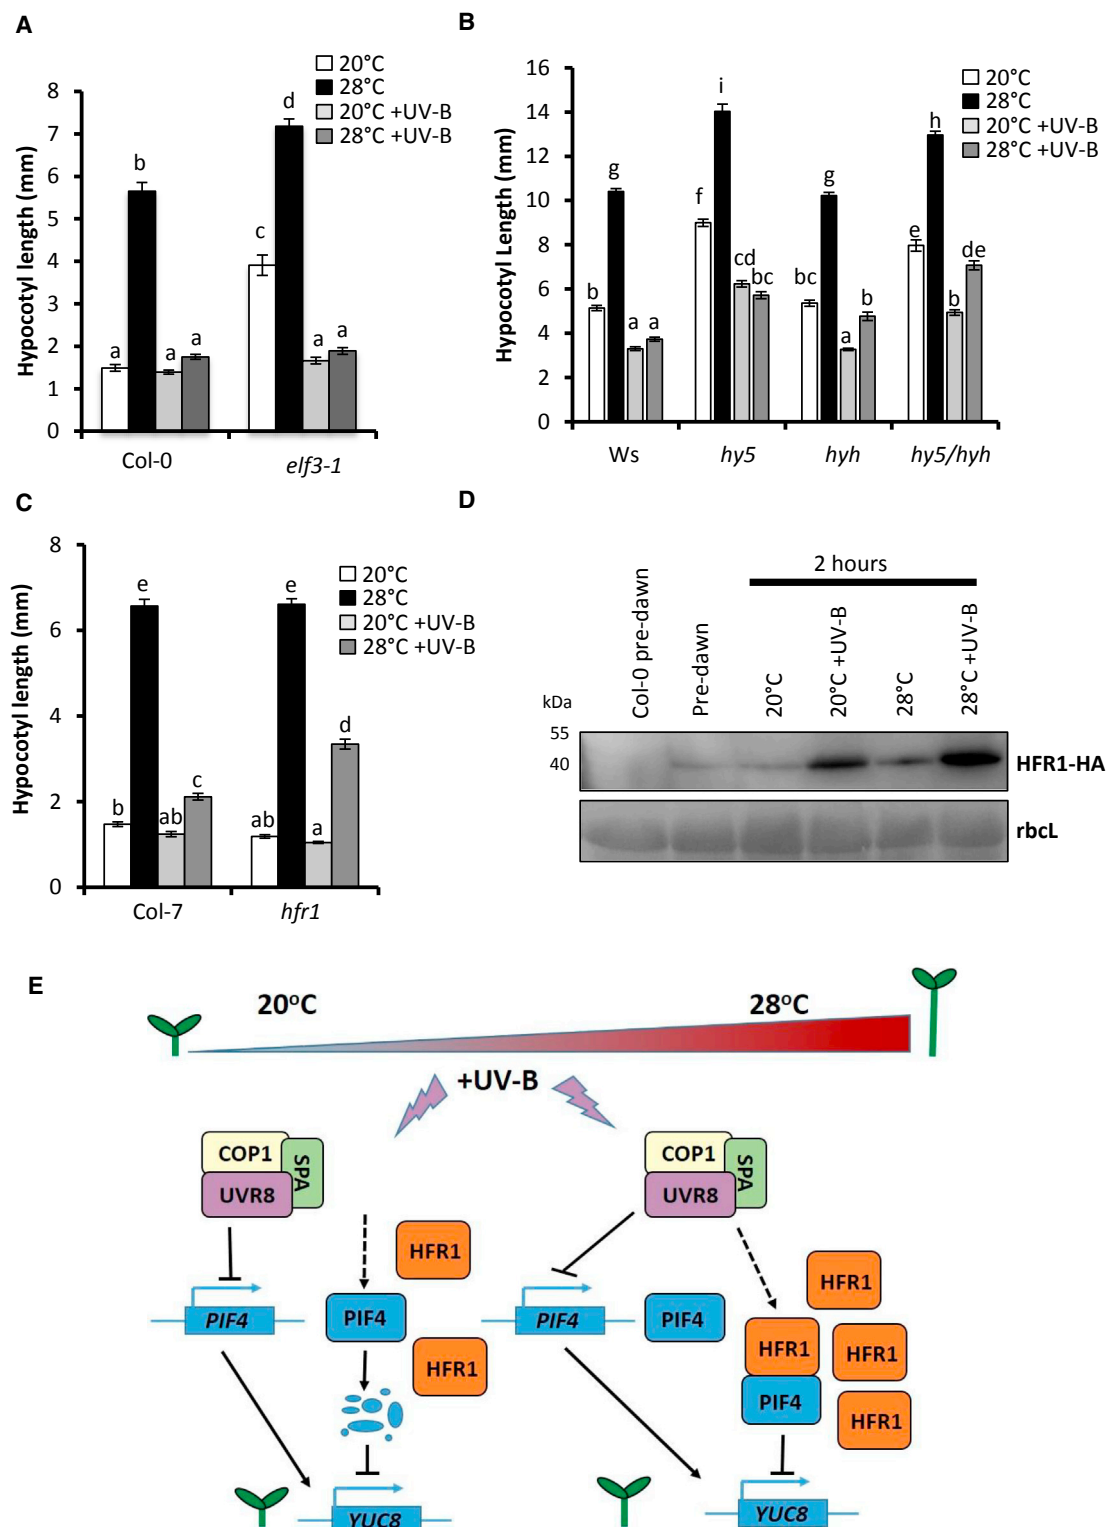 A
20°C
28°C
20°C +UV-B
28°C +UV-B
Hypocotyl length (mm)
8
7
6
5
4
3
2
1
0
a
b
a
a
c
d
a
a
Col-0
elf3-1
B
20°C
28°C
20°C +UV-B
28°C +UV-B
Hypocotyl Length (mm)
16
14
12
10
8
6
4
2
0
b
g
a
a
f
i
cd
bc
bc
g
a
b
e
h
b
de
Ws
hy5
hyh
hy5/hyh
C
20°C
28°C
20°C +UV-B
28°C +UV-B
Hypocotyl length (mm)
8
6
4
2
0
b
e
ab
c
ab
e
a
d
Col-7
hfr1
D
2 hours
Col-0 pre-dawn
Pre-dawn
20°C
20°C +UV-B
28°C
28°C +UV-B
kDa
55
40
HFR1-HA
rbcL
E
20°C
28°C
+UV-B
COP1
SPA
UVR8
COP1
SPA
UVR8
HFR1
HFR1
PIF4
PIF4
PIF4
PIF4
HFR1
HFR1
HFR1
PIF4
HFR1
YUC8
YUC8